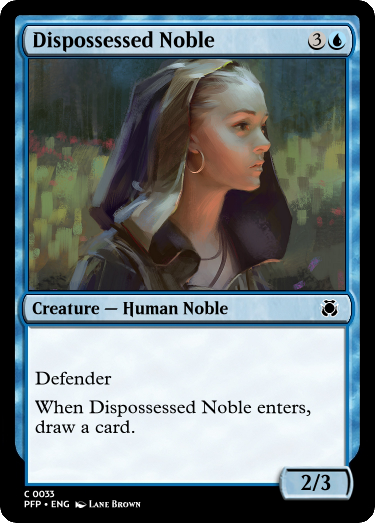 Dispossessed Noble 3
Creature — Human Noble
Defender
When Dispossessed Noble enters,
draw a card.
2/3
C 0033
PFP • ENG Lane Brown